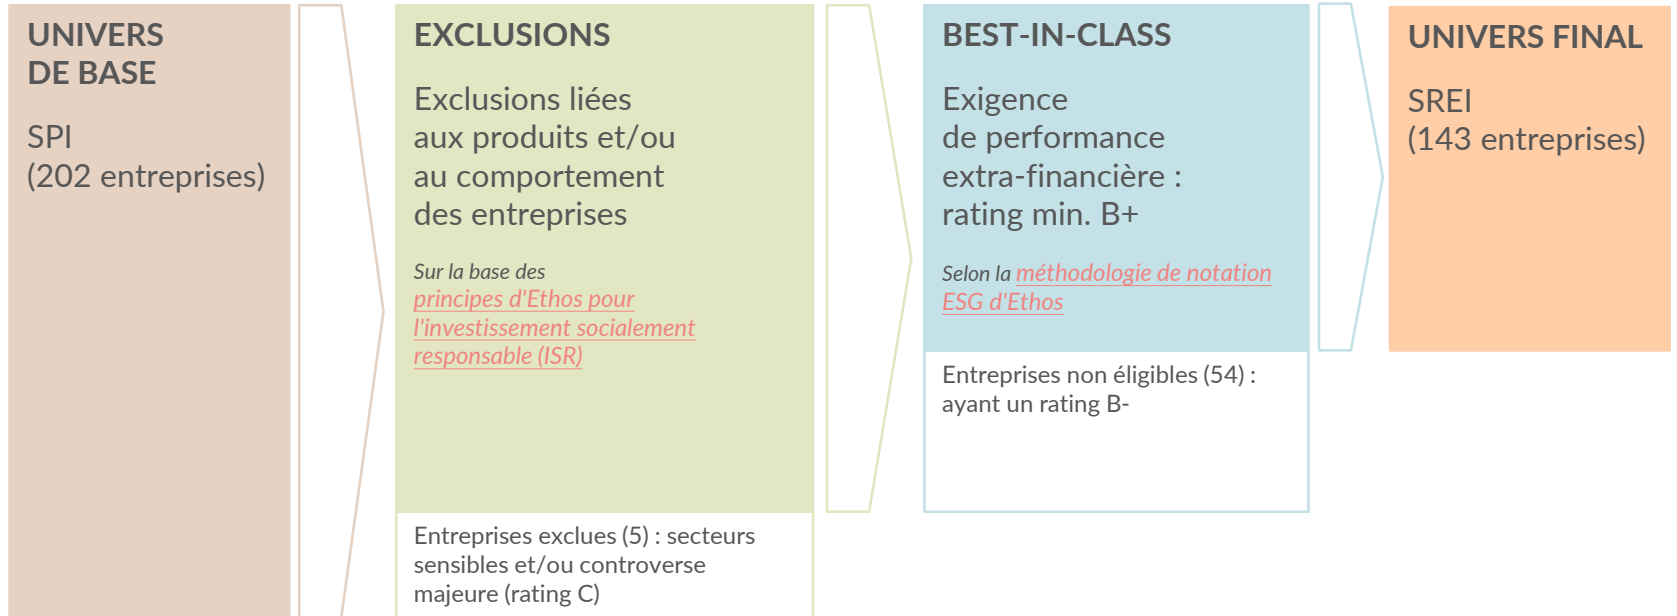 UNIVERS
DE BASE
SPI
(202 entreprises)
EXCLUSIONS
Exclusions liées
aux produits et/ou
au comportement
des entreprises
Sur la base des
principes d'Ethos pour
l'investissement socialement
responsable (ISR)
Entreprises exclues (5) : secteurs
sensibles et/ou controverse
majeure (rating C)
BEST-IN-CLASS
Exigence
de performance
extra-financière :
rating min. B+
Selon la méthodologie de notation
ESG d'Ethos
Entreprises non éligibles (54) :
ayant un rating B-
UNIVERS FINAL
SREI
(143 entreprises)